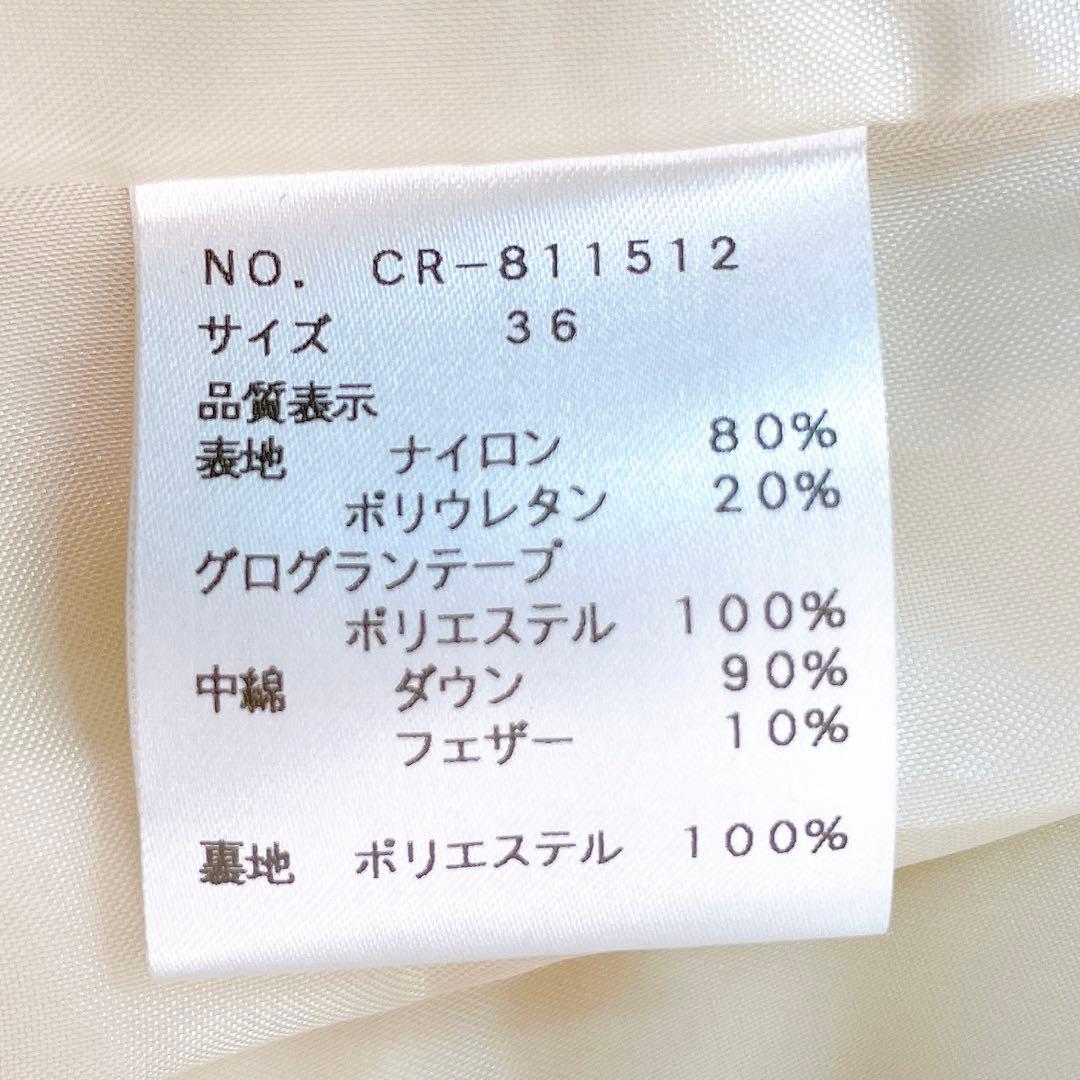 NO. CR-811512
サイズ 36
品質表示
表地 ナイロン 80%
ポリウレタン 20%
グログランテープ
ポリエステル 100%
中綿 ダウン 90%
フェザー 10%
裏地 ポリエステル 100%